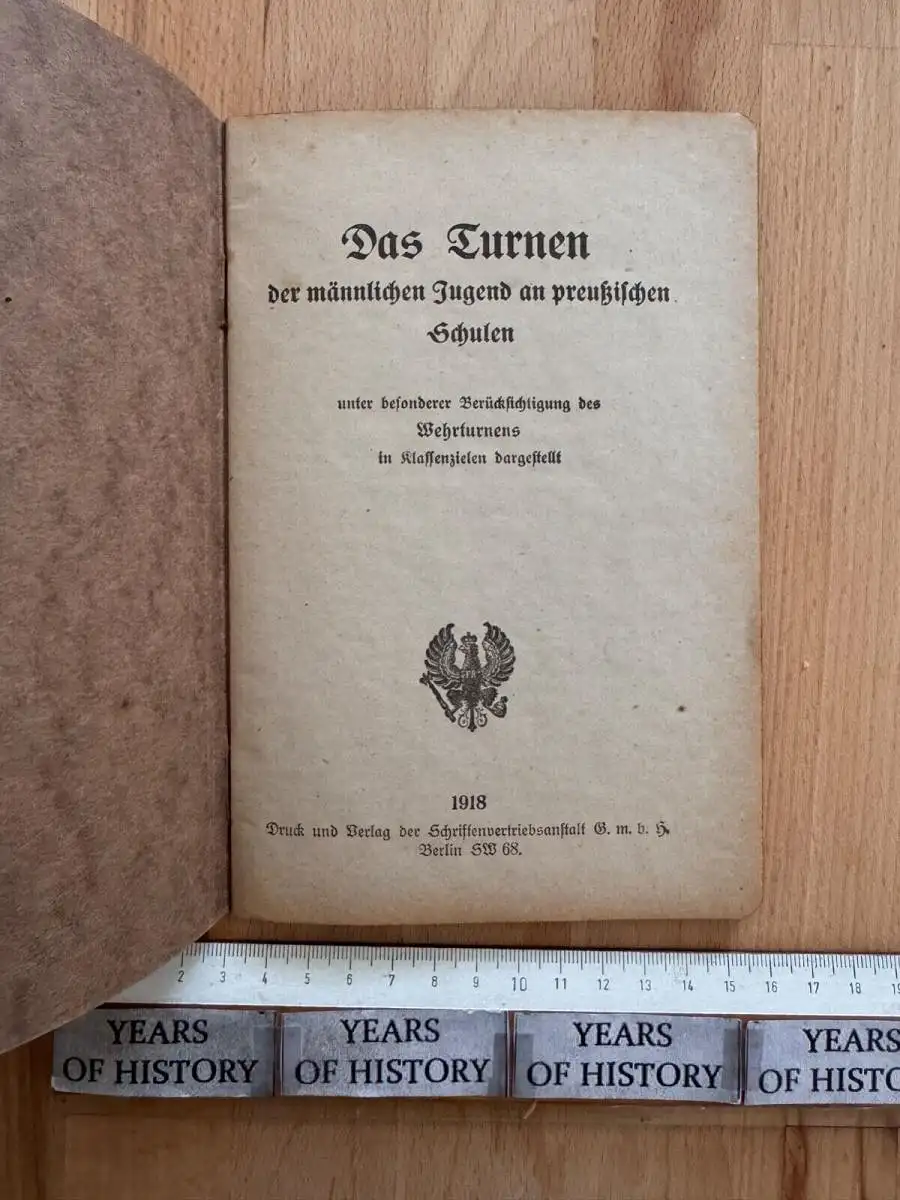 Das Turnen
der männlichen Jugend an preußischen
Schulen
unter besonderer Berücksichtigung des
Wehrturnens
in Klassenzielen dargestellt
1918
Druck und Verlag der Schriftenvertriebsanstalt G. m. b. H.
Berlin SW 68.
2 3 4 5 6 7 8 9 10 11 12 13 14 15 16 17 18 19
YEARS OF HISTORY
YEARS OF HISTORY
YEARS OF HISTORY
YEARS OF HISTO